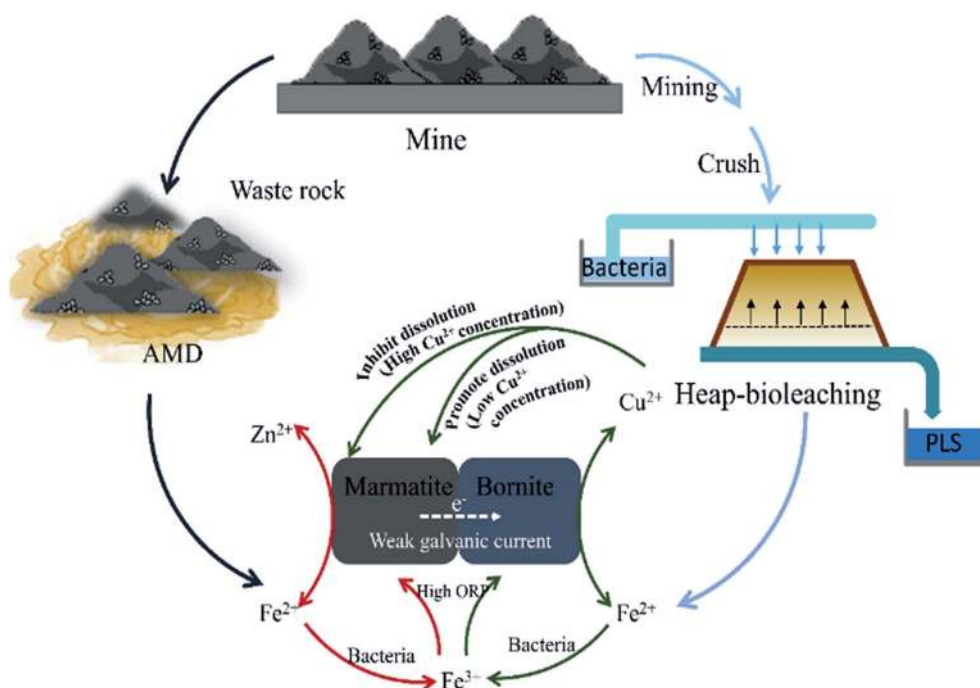 Mine
Mining
Crush
Waste rock
AMD
Bacteria
Heap-bioleaching
PLS
Inhibit dissolution
(High Cu²⁺ concentration)
Promote dissolution
(Low Cu²⁺
concentration)
Cu²⁺
Zn²⁺
Marmatite
Bornite
e⁻
Weak galvanic current
High ORP
Fe²⁺
Fe²⁺
Bacteria
Bacteria
Fe³⁺